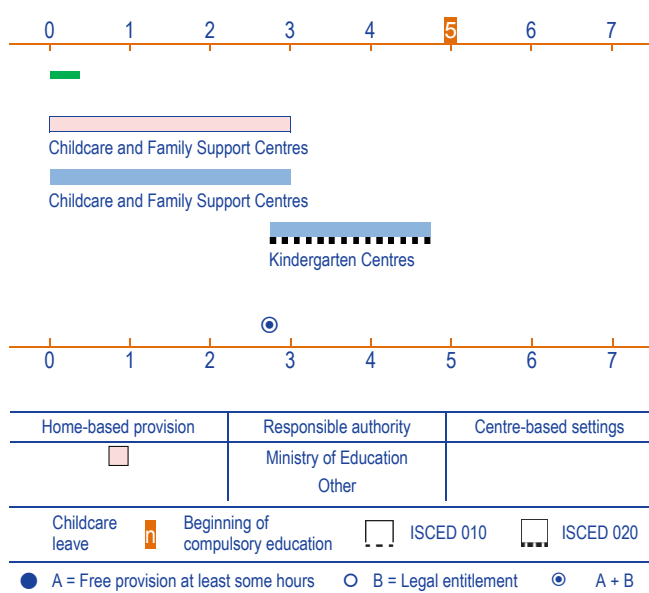 0 1 2 3 4 5 6 7
Childcare and Family Support Centres
Childcare and Family Support Centres
Kindergarten Centres
0 1 2 3 4 5 6 7
Home-based provision Responsible authority Centre-based settings
Ministry of Education
Other
Childcare leave
n Beginning of compulsory education
ISCED 010
ISCED 020
A = Free provision at least some hours B = Legal entitlement A + B